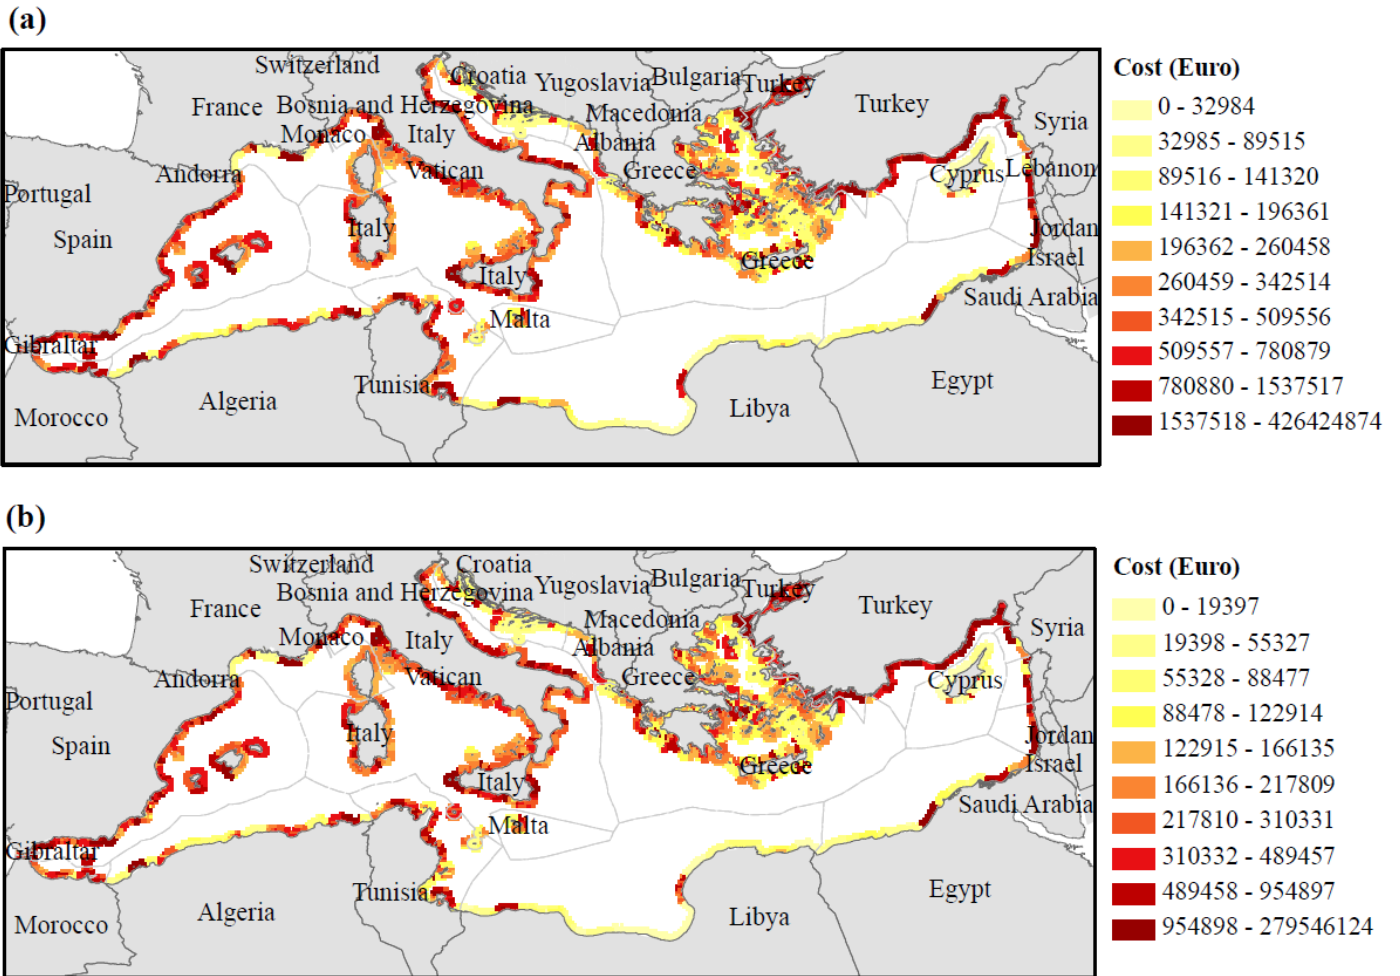 (a)
Switzerland
Croatia
Yugoslavia
Bulgaria
Turkey
Turkey
France
Bosnia and Herzegovina
Macedonia
Monaco
Italy
Albania
Syria
Andorra
Vatican
Greece
Cyprus
Lebanon
Portugal
Spain
Italy
Jordan
Italy
Greece
Israel
Saudi Arabia
Malta
Gibraltar
Tunisia
Algeria
Egypt
Morocco
Libya
Cost (Euro)
0 - 32984
32985 - 89515
89516 - 141320
141321 - 196361
196362 - 260458
260459 - 342514
342515 - 509556
509557 - 780879
780880 - 1537517
1537518 - 426424874
(b)
Switzerland
Croatia
Yugoslavia
Bulgaria
Turkey
Turkey
France
Bosnia and Herzegovina
Macedonia
Monaco
Italy
Albania
Syria
Andorra
Vatican
Greece
Cyprus
Portugal
Spain
Italy
Jordan
Italy
Greece
Israel
Saudi Arabia
Malta
Gibraltar
Tunisia
Algeria
Egypt
Morocco
Libya
Cost (Euro)
0 - 19397
19398 - 55327
55328 - 88477
88478 - 122914
122915 - 166135
166136 - 217809
217810 - 310331
310332 - 489457
489458 - 954897
954898 - 279546124